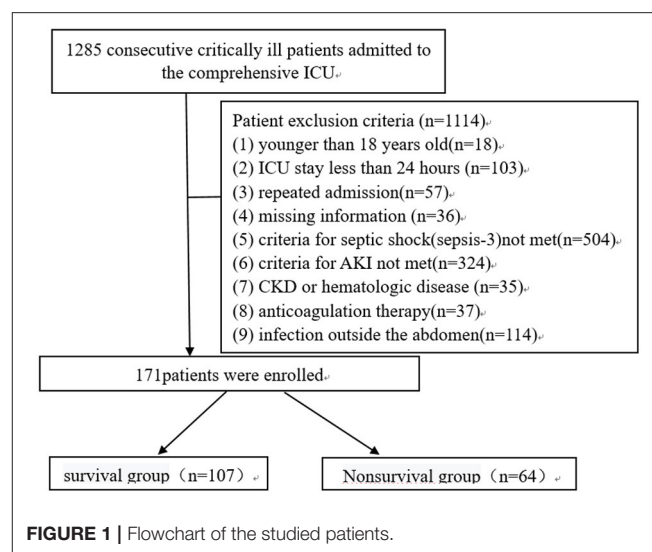 1285 consecutive critically ill patients admitted to
the comprehensive ICU
Patient exclusion criteria (n=1114)
(1) younger than 18 years old(n=18)
(2) ICU stay less than 24 hours (n=103)
(3) repeated admission(n=57)
(4) missing information (n=36)
(5) criteria for septic shock(sepsis-3)not met(n=504)
(6) criteria for AKI not met(n=324)
(7) CKD or hematologic disease (n=35)
(8) anticoagulation therapy(n=37)
(9) infection outside the abdomen(n=114)
171patients were enrolled
survival group（n=107）
Nonsurvival group（n=64）
FIGURE 1 | Flowchart of the studied patients.